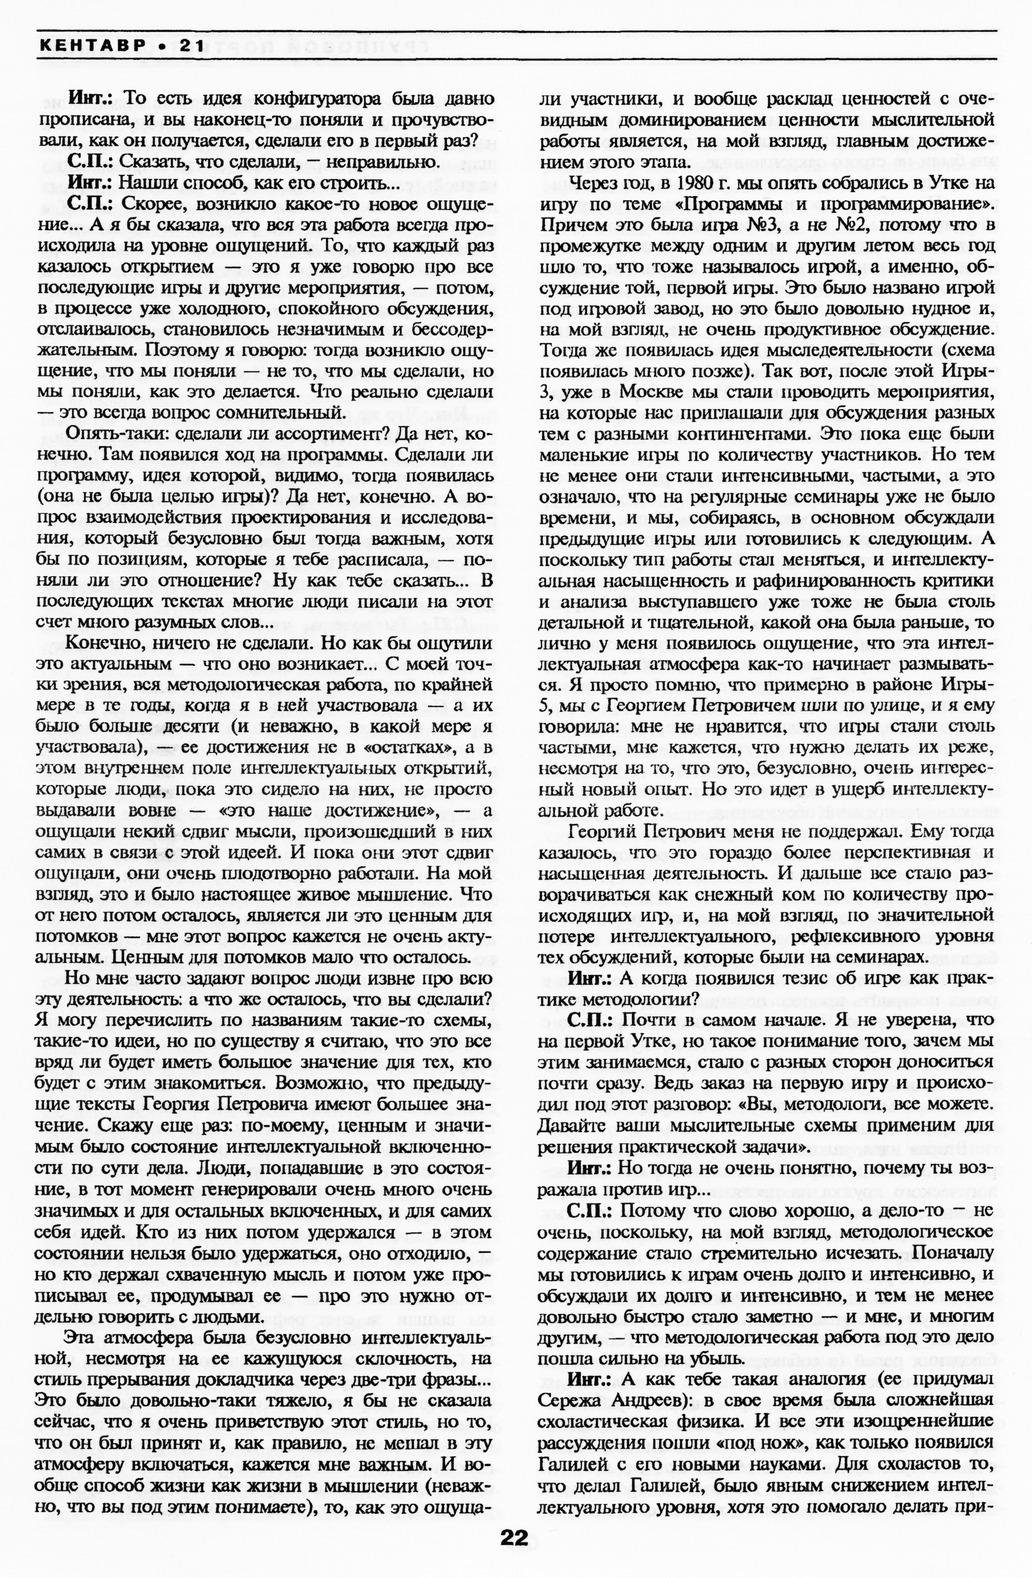 КЕНТАВР • 21
Инт.: То есть идея конфигуратора была давно
прописана, и вы наконец-то поняли и прочувство-
вали, как он получается, сделали его в первый раз?
С.П.: Сказать, что сделали, – неправильно.
Инт.: Нашли способ, как его строить...
С.П.: Скорее, возникло какое-то новое ощуще-
ние... А я бы сказала, что вся эта работа всегда про-
исходила на уровне ощущений. То, что каждый раз
казалось открытием — это я уже говорю про все
последующие игры и другие мероприятия, — потом,
в процессе уже холодного, спокойного обсуждения,
отслаивалось, становилось незначимым и бессодер-
жательным. Поэтому я говорю: тогда возникло ощу-
щение, что мы поняли — не то, что мы сделали, но
мы поняли, как это делается. Что реально сделали
— это всегда вопрос сомнительный.
Опять-таки: сделали ли ассортимент? Да нет, ко-
нечно. Там появился ход на программы. Сделали ли
программу, идея которой, видимо, тогда появилась
(она не была целью игры)? Да нет, конечно. А во-
прос взаимодействия проектирования и исследова-
ния, который безусловно был тогда важным, хотя
бы по позициям, которые я тебе расписала, — по-
няли ли это отношение? Ну как тебе сказать... В
последующих текстах многие люди писали на этот
счет много разумных слов...
Конечно, ничего не сделали. Но как бы ощутили
это актуальным — что оно возникает... С моей точ-
ки зрения, вся методологическая работа, по крайней
мере в те годы, когда я в ней участвовала — а их
было больше десяти (и неважно, в какой мере я
участвовала), — ее достижения не в «остатках», а в
этом внутреннем поле интеллектуальных открытий,
которые люди, пока это сидело на них, не просто
выдавали вовне — «это наше достижение», — а
ощущали некий сдвиг мысли, произошедший в них
самих в связи с этой идеей. И пока они этот сдвиг
ощущали, они очень плодотворно работали. На мой
взгляд, это и было настоящее живое мышление. Что
от него потом осталось, является ли это ценным для
потомков — мне этот вопрос кажется не очень акту-
альным. Ценным для потомков мало что осталось.
Но мне часто задают вопрос люди извне про всю
эту деятельность: а что же осталось, что вы сделали?
Я могу перечислить по названиям такие-то схемы,
такие-то идеи, но по существу я считаю, что это все
вряд ли будет иметь большое значение для тех, кто
будет с этим знакомиться. Возможно, что предыду-
щие тексты Георгия Петровича имеют большее зна-
чение. Скажу еще раз: по-моему, ценным и значи-
мым было состояние интеллектуальной включенно-
сти по сути дела. Люди, попадавшие в это состоя-
ние, в тот момент генерировали очень много очень
значимых и для остальных включенных, и для самих
себя идей. Кто из них потом удержался — в этом
состоянии нельзя было удержаться, оно отходило, –
но кто держал схваченную мысль и потом уже про-
писывал ее, продумывал ее — про это нужно от-
дельно говорить с людьми.
Эта атмосфера была безусловно интеллектуаль-
ной, несмотря на ее кажущуюся склочность, на
стиль прерывания докладчика через две-три фразы...
Это было довольно-таки тяжело, я бы не сказала
сейчас, что я очень приветствую этот стиль, но то,
что он был принят и, как правило, не мешал в эту
атмосферу включаться, кажется мне важным. И во-
обще способ жизни как жизни в мышлении (неваж-
но, что вы под этим понимаете), то, как это ощуща-
ли участники, и вообще расклад ценностей с оче-
видным доминированием ценности мыслительной
работы является, на мой взгляд, главным достиже-
нием этого этапа.
Через год, в 1980 г. мы опять собрались в Утке на
игру по теме «Программы и программирование».
Причем это была игра №3, а не №2, потому что в
промежутке между одним и другим летом весь год
шло то, что тоже называлось игрой, а именно, об-
суждение той, первой игры. Это было названо игрой
под игровой завод, но это было довольно нудное и,
на мой взгляд, не очень продуктивное обсуждение.
Тогда же появилась идея мыследеятельности (схема
появилась много позже). Так вот, после этой Игры-
3, уже в Москве мы стали проводить мероприятия,
на которые нас приглашали для обсуждения разных
тем с разными контингентами. Это пока еще были
маленькие игры по количеству участников. Но тем
не менее они стали интенсивными, частыми, а это
означало, что на регулярные семинары уже не было
времени, и мы, собираясь, в основном обсуждали
предыдущие игры или готовились к следующим. А
поскольку тип работы стал меняться, и интеллекту-
альная насыщенность и рафинированность критики
и анализа выступавшего уже тоже не была столь
детальной и тщательной, какой она была раньше, то
лично у меня появилось ощущение, что эта интел-
лектуальная атмосфера как-то начинает размывать-
ся. Я просто помню, что примерно в районе Игры-
5, мы с Георгием Петровичем шли по улице, и я ему
говорила: мне не нравится, что игры стали столь
частыми, мне кажется, что нужно делать их реже,
несмотря на то, что это, безусловно, очень интерес-
ный новый опыт. Но это идет в ущерб интеллекту-
альной работе.
Георгий Петрович меня не поддержал. Ему тогда
казалось, что это гораздо более перспективная и
насыщенная деятельность. И дальше все стало раз-
ворачиваться как снежный ком по количеству про-
исходящих игр, и, на мой взгляд, по значительной
потере интеллектуального, рефлексивного уровня
тех обсуждений, которые были на семинарах.
Инт.: А когда появился тезис об игре как прак-
тике методологии?
С.П.: Почти в самом начале. Я не уверена, что
на первой Утке, но такое понимание того, зачем мы
этим занимаемся, стало с разных сторон доноситься
почти сразу. Ведь заказ на первую игру и происхо-
дил под этот разговор: «Вы, методологи, все можете.
Давайте ваши мыслительные схемы применим для
решения практической задачи».
Инт.: Но тогда не очень понятно, почему ты воз-
ражала против игр...
С.П.: Потому что слово хорошо, а дело-то – не
очень, поскольку, на мой взгляд, методологическое
содержание стало стремительно исчезать. Поначалу
мы готовились к играм очень долго и интенсивно, и
обсуждали их долго и интенсивно, и тем не менее
довольно быстро стало заметно — и мне, и многим
другим, — что методологическая работа под это дело
пошла сильно на убыль.
Инт.: А как тебе такая аналогия (ее придумал
Сережа Андреев): в свое время была сложнейшая
схоластическая физика. И все эти изощреннейшие
рассуждения пошли «под нож», как только появился
Галилей с его новыми науками. Для схоластов то,
что делал Галилей, было явным снижением интел-
лектуального уровня, хотя это помогало делать при-
22